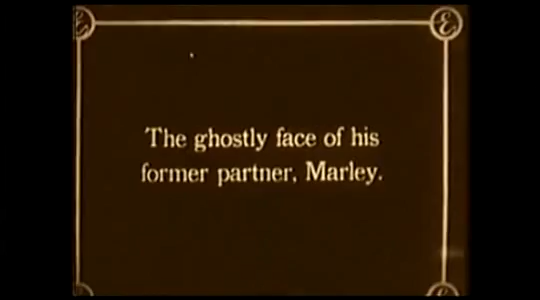 The ghostly face of his
former partner, Marley.